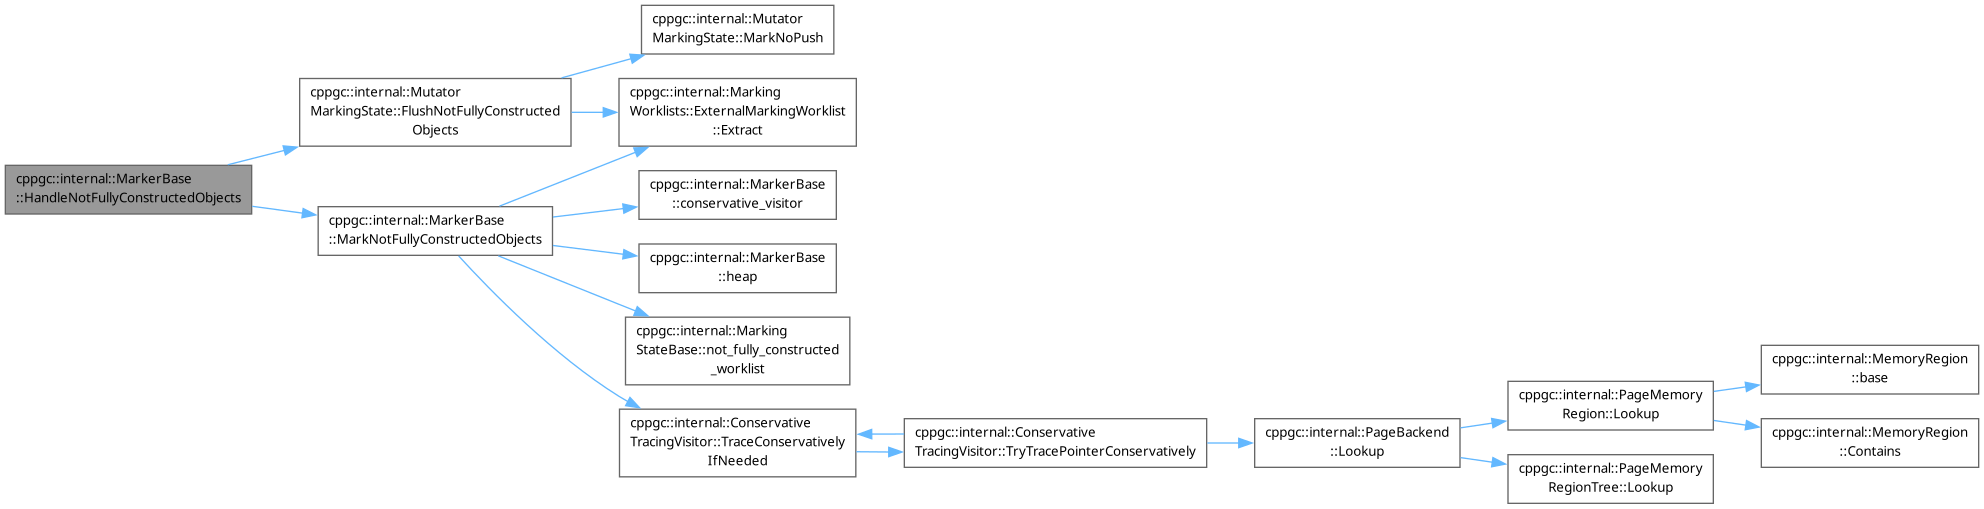 cppgc::internal::MarkerBase
::HandleNotFullyConstructedObjects
cppgc::internal::Mutator
MarkingState::FlushNotFullyConstructed
Objects
cppgc::internal::Mutator
MarkingState::MarkNoPush
cppgc::internal::Marking
Worklists::ExternalMarkingWorklist
::Extract
cppgc::internal::MarkerBase
::MarkNotFullyConstructedObjects
cppgc::internal::MarkerBase
::conservative_visitor
cppgc::internal::MarkerBase
::heap
cppgc::internal::Marking
StateBase::not_fully_constructed
_worklist
cppgc::internal::Conservative
TracingVisitor::TraceConservatively
IfNeeded
cppgc::internal::Conservative
TracingVisitor::TryTracePointerConservatively
cppgc::internal::PageBackend
::Lookup
cppgc::internal::PageMemory
Region::Lookup
cppgc::internal::MemoryRegion
::base
cppgc::internal::MemoryRegion
::Contains
cppgc::internal::PageMemory
RegionTree::Lookup